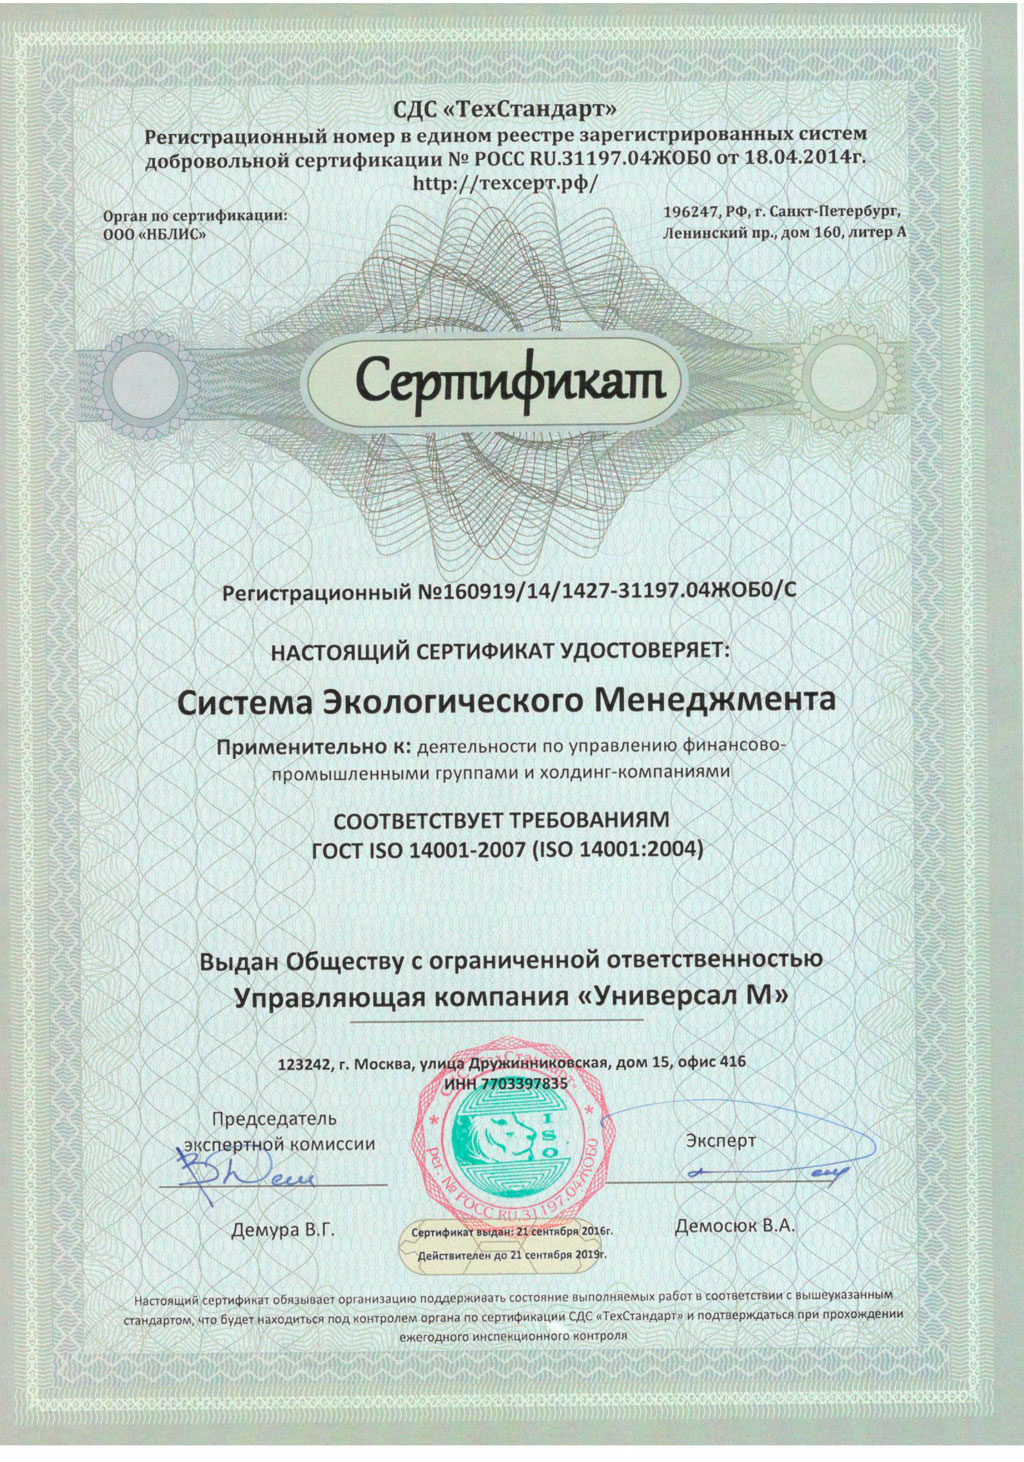 СДС «ТехСтандарт»
Регистрационный номер в едином реестре зарегистрированных систем
добровольной сертификации № РОСС RU.31197.04ЖОБ0 от 18.04.2014г.
http://техсерт.рф/
Орган по сертификации:
ООО «НБЛИС»
196247, РФ, г. Санкт-Петербург,
Ленинский пр., дом 160, литер А
Сертификат
Регистрационный №160919/14/1427-31197.04ЖОБ0/С
НАСТОЯЩИЙ СЕРТИФИКАТ УДОСТОВЕРЯЕТ:
Система Экологического Менеджмента
Применительно к: деятельности по управлению финансово-
промышленными группами и холдинг-компаниями
СООТВЕТСТВУЕТ ТРЕБОВАНИЯМ
ГОСТ ISO 14001-2007 (ISO 14001:2004)
Выдан Обществу с ограниченной ответственностью
Управляющая компания «Универсал М»
123242, г. Москва, улица Дружинниковская, дом 15, офис 416
ИНН 7703397835
Председатель
экспертной комиссии
Эксперт
СДС «ТехСтандарт»
ISO
рег. № РОСС RU.31197.04ЖОБ0
Демура В.Г.
Демосюк В.А.
Сертификат выдан: 21 сентября 2016г.
Действителен до 21 сентября 2019г.
Настоящий сертификат обязывает организацию поддерживать состояние выполняемых работ в соответствии с вышеуказанным
стандартом, что будет находиться под контролем органа по сертификации СДС «ТехСтандарт» и подтверждаться при прохождении
ежегодного инспекционного контроля